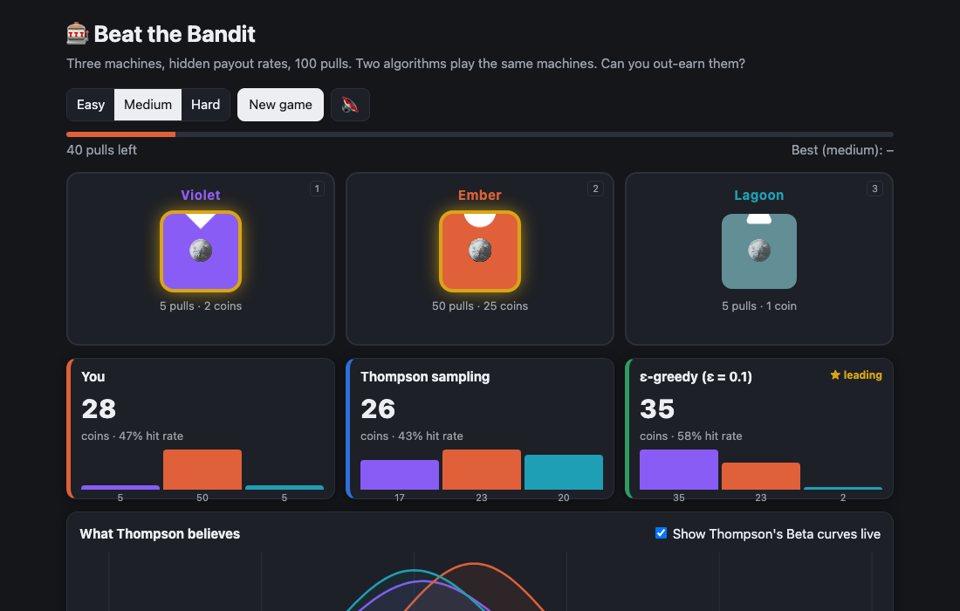 Beat the Bandit
Three machines, hidden payout rates, 100 pulls. Two algorithms play the same machines. Can you out-earn them?
Easy Medium Hard New game
40 pulls left Best (medium): –
Violet 1
5 pulls · 2 coins
Ember 2
50 pulls · 25 coins
Lagoon 3
5 pulls · 1 coin
You
28
coins · 47% hit rate
5 50 5
Thompson sampling
26
coins · 43% hit rate
17 23 20
ε-greedy (ε = 0.1) leading
35
coins · 58% hit rate
35 23 2
What Thompson believes Show Thompson's Beta curves live